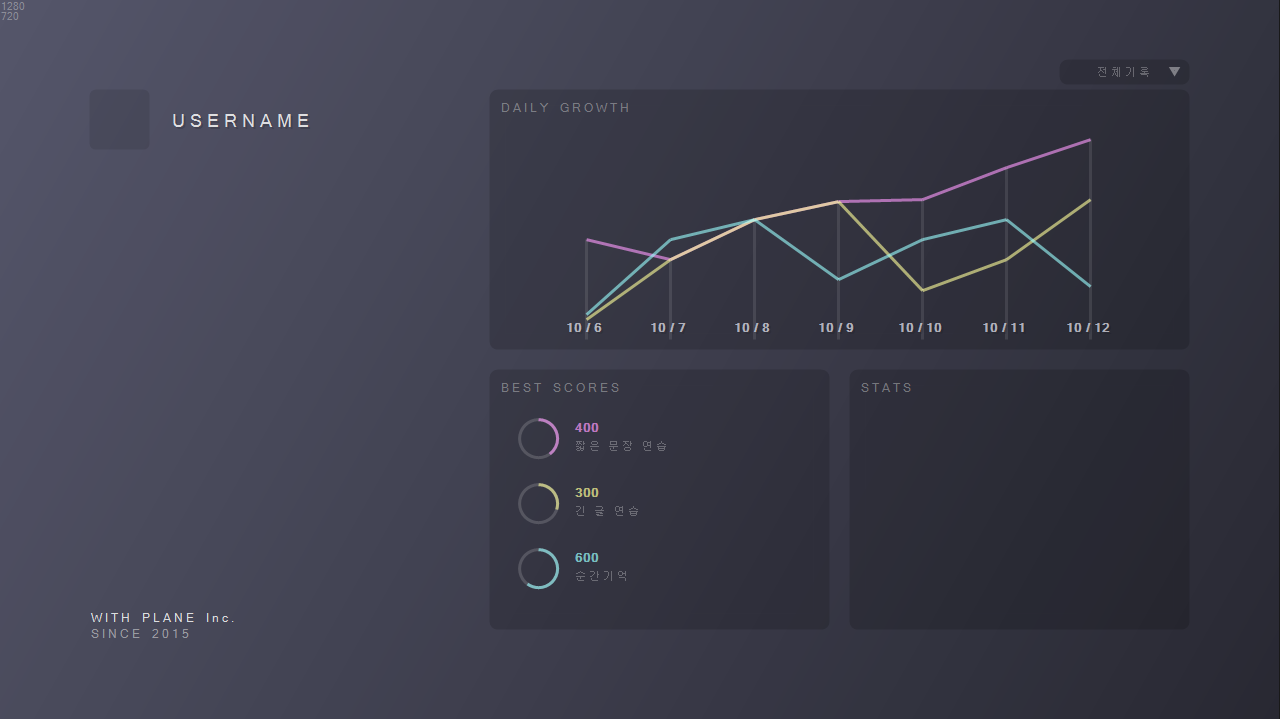 1280
720
전체기록
USERNAME
DAILY GROWTH
10 / 6 10 / 7 10 / 8 10 / 9 10 / 10 10 / 11 10 / 12
BEST SCORES
400
짧은 문장 연습
300
긴 글 연습
600
순간기억
STATS
WITH PLANE Inc.
SINCE 2015